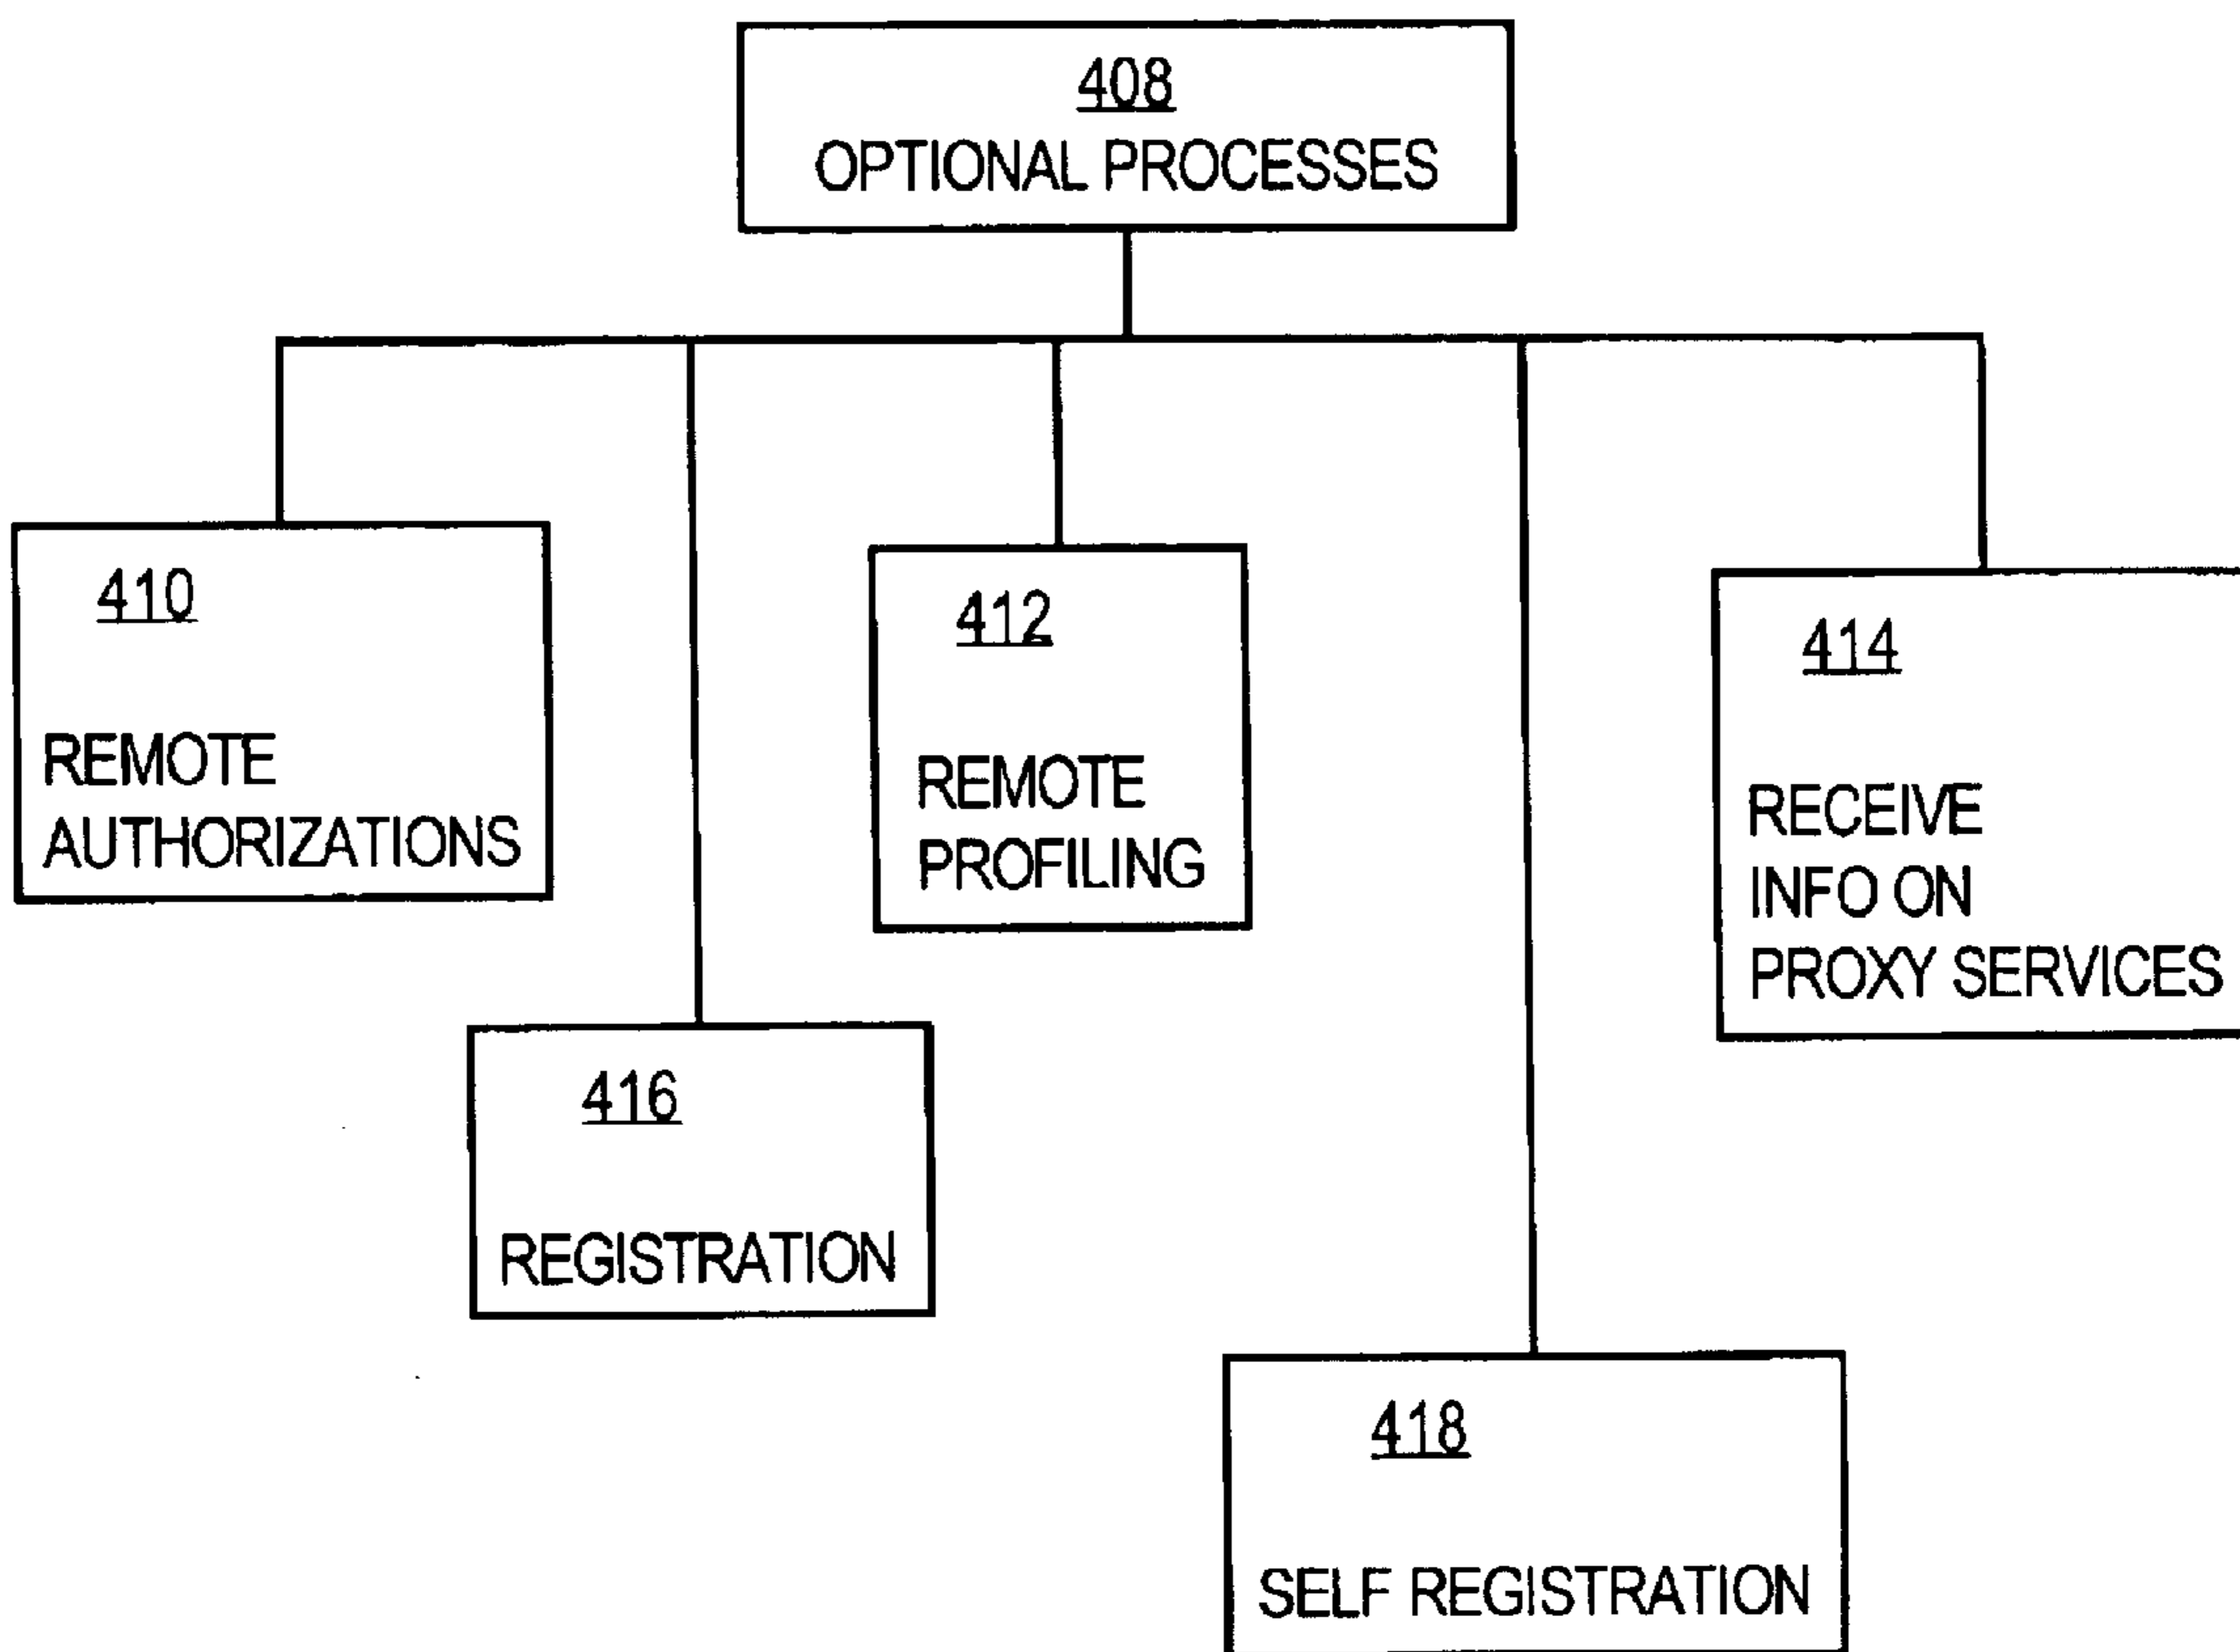 408
OPTIONAL PROCESSES
410
REMOTE
AUTHORIZATIONS
412
REMOTE
PROFILING
414
RECEIVE
INFO ON
PROXY SERVICES
416
REGISTRATION
418
SELF REGISTRATION